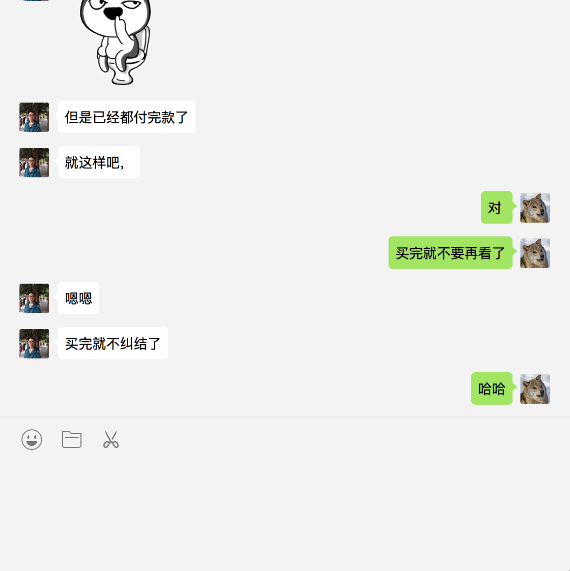 但是已经都付完款了
就这样吧，
对
买完就不要再看了
嗯嗯
买完就不纠结了
哈哈